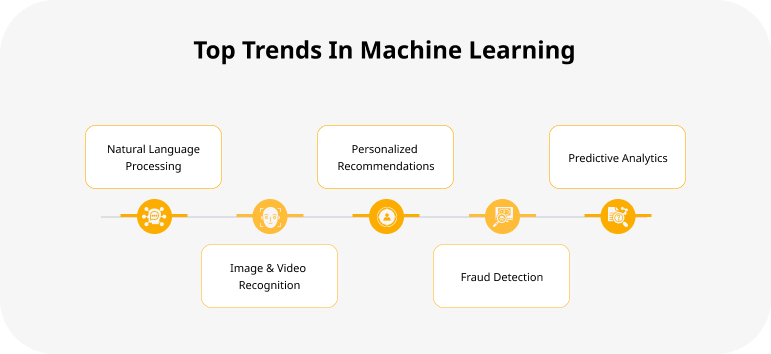 Top Trends In Machine Learning
Natural Language
Processing
Image & Video
Recognition
Personalized
Recommendations
Fraud Detection
Predictive Analytics